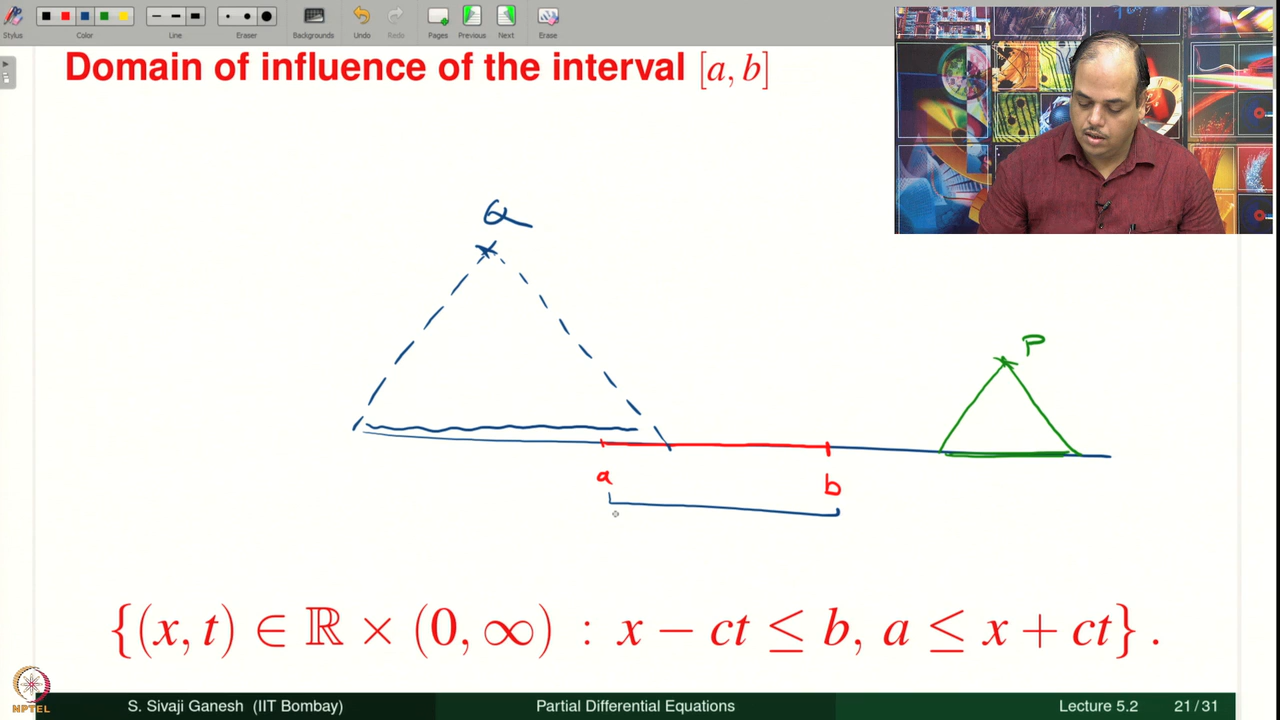 Stylus Color Line Eraser Backgrounds Undo Redo Pages Previous Next Erase
Domain of influence of the interval [a, b]
Q
P
a
b
{(x, t) ∈ ℝ × (0, ∞) : x − ct ≤ b, a ≤ x + ct} .
NPTEL
S. Sivaji Ganesh (IIT Bombay) Partial Differential Equations Lecture 5.2 21 / 31